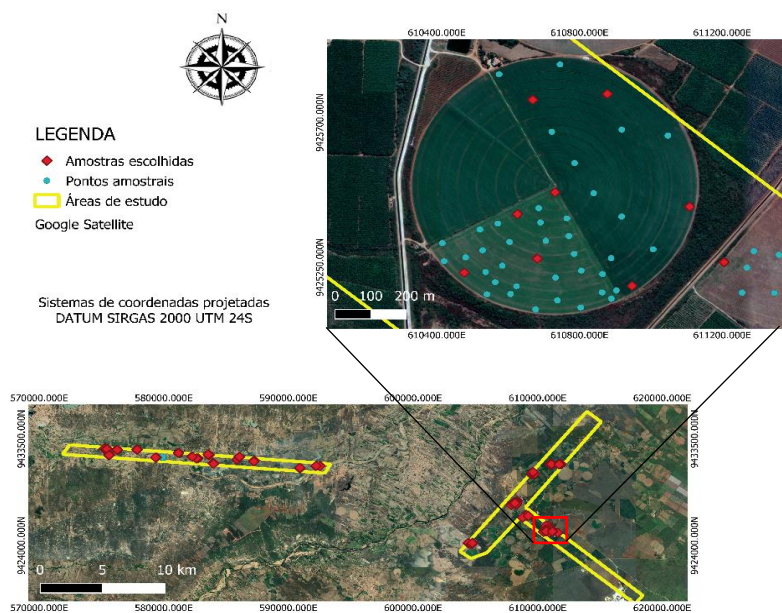 N
LEGENDA
Amostras escolhidas
Pontos amostrais
Áreas de estudo
Google Satellite
Sistemas de coordenadas projetadas
DATUM SIRGAS 2000 UTM 24S
610400.000E 610800.000E 611200.000E
9425700.000N
9425250.000N
0 100 200 m
610400.000E 610800.000E 611200.000E
570000.000E 580000.000E 590000.000E 600000.000E 610000.000E 620000.000E
9433500.000N 9433500.000N
9424000.000N 9424000.000N
0 5 10 km
570000.000E 580000.000E 590000.000E 600000.000E 610000.000E 620000.000E